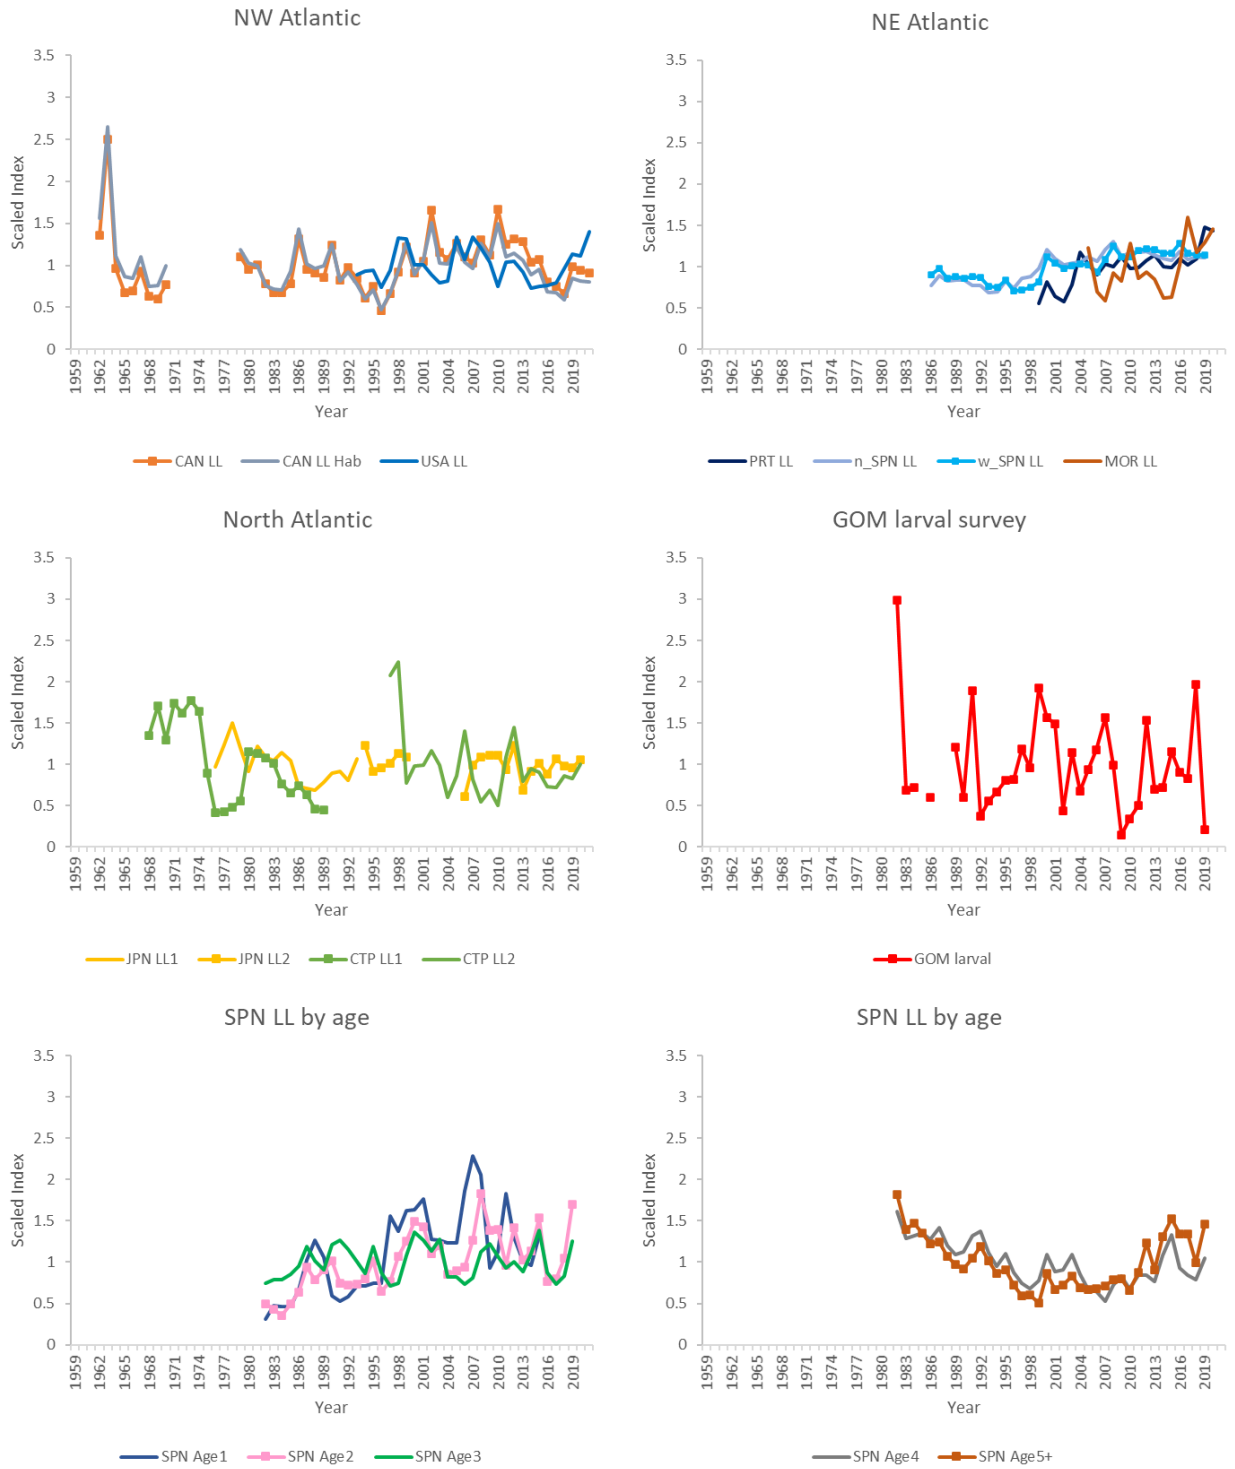 NW Atlantic
3.5
3
2.5
2
1.5
1
0.5
0
Scaled Index
1959 1962 1965 1968 1971 1974 1977 1980 1983 1986 1989 1992 1995 1998 2001 2004 2007 2010 2013 2016 2019
Year
CAN LL CAN LL Hab USA LL
NE Atlantic
3.5
3
2.5
2
1.5
1
0.5
0
Scaled Index
1959 1962 1965 1968 1971 1974 1977 1980 1983 1986 1989 1992 1995 1998 2001 2004 2007 2010 2013 2016 2019
Year
PRT LL n_SPN LL w_SPN LL MOR LL
North Atlantic
3.5
3
2.5
2
1.5
1
0.5
0
Scaled Index
1959 1962 1965 1968 1971 1974 1977 1980 1983 1986 1989 1992 1995 1998 2001 2004 2007 2010 2013 2016 2019
Year
JPN LL1 JPN LL2 CTP LL1 CTP LL2
GOM larval survey
3.5
3
2.5
2
1.5
1
0.5
0
Scaled Index
1959 1962 1965 1968 1971 1974 1977 1980 1983 1986 1989 1992 1995 1998 2001 2004 2007 2010 2013 2016 2019
Year
GOM larval
SPN LL by age
3.5
3
2.5
2
1.5
1
0.5
0
Scaled Index
1959 1962 1965 1968 1971 1974 1977 1980 1983 1986 1989 1992 1995 1998 2001 2004 2007 2010 2013 2016 2019
Year
SPN Age1 SPN Age2 SPN Age3
SPN LL by age
3.5
3
2.5
2
1.5
1
0.5
0
Scaled Index
1959 1962 1965 1968 1971 1974 1977 1980 1983 1986 1989 1992 1995 1998 2001 2004 2007 2010 2013 2016 2019
Year
SPN Age4 SPN Age5+